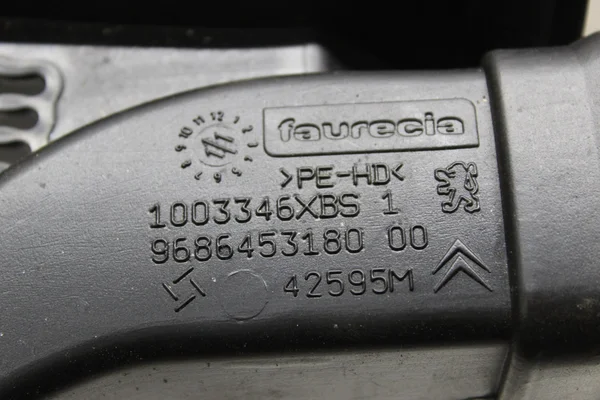 faurecia
>PE-HD<
1003346XBS 1
9686453180 00
42595M